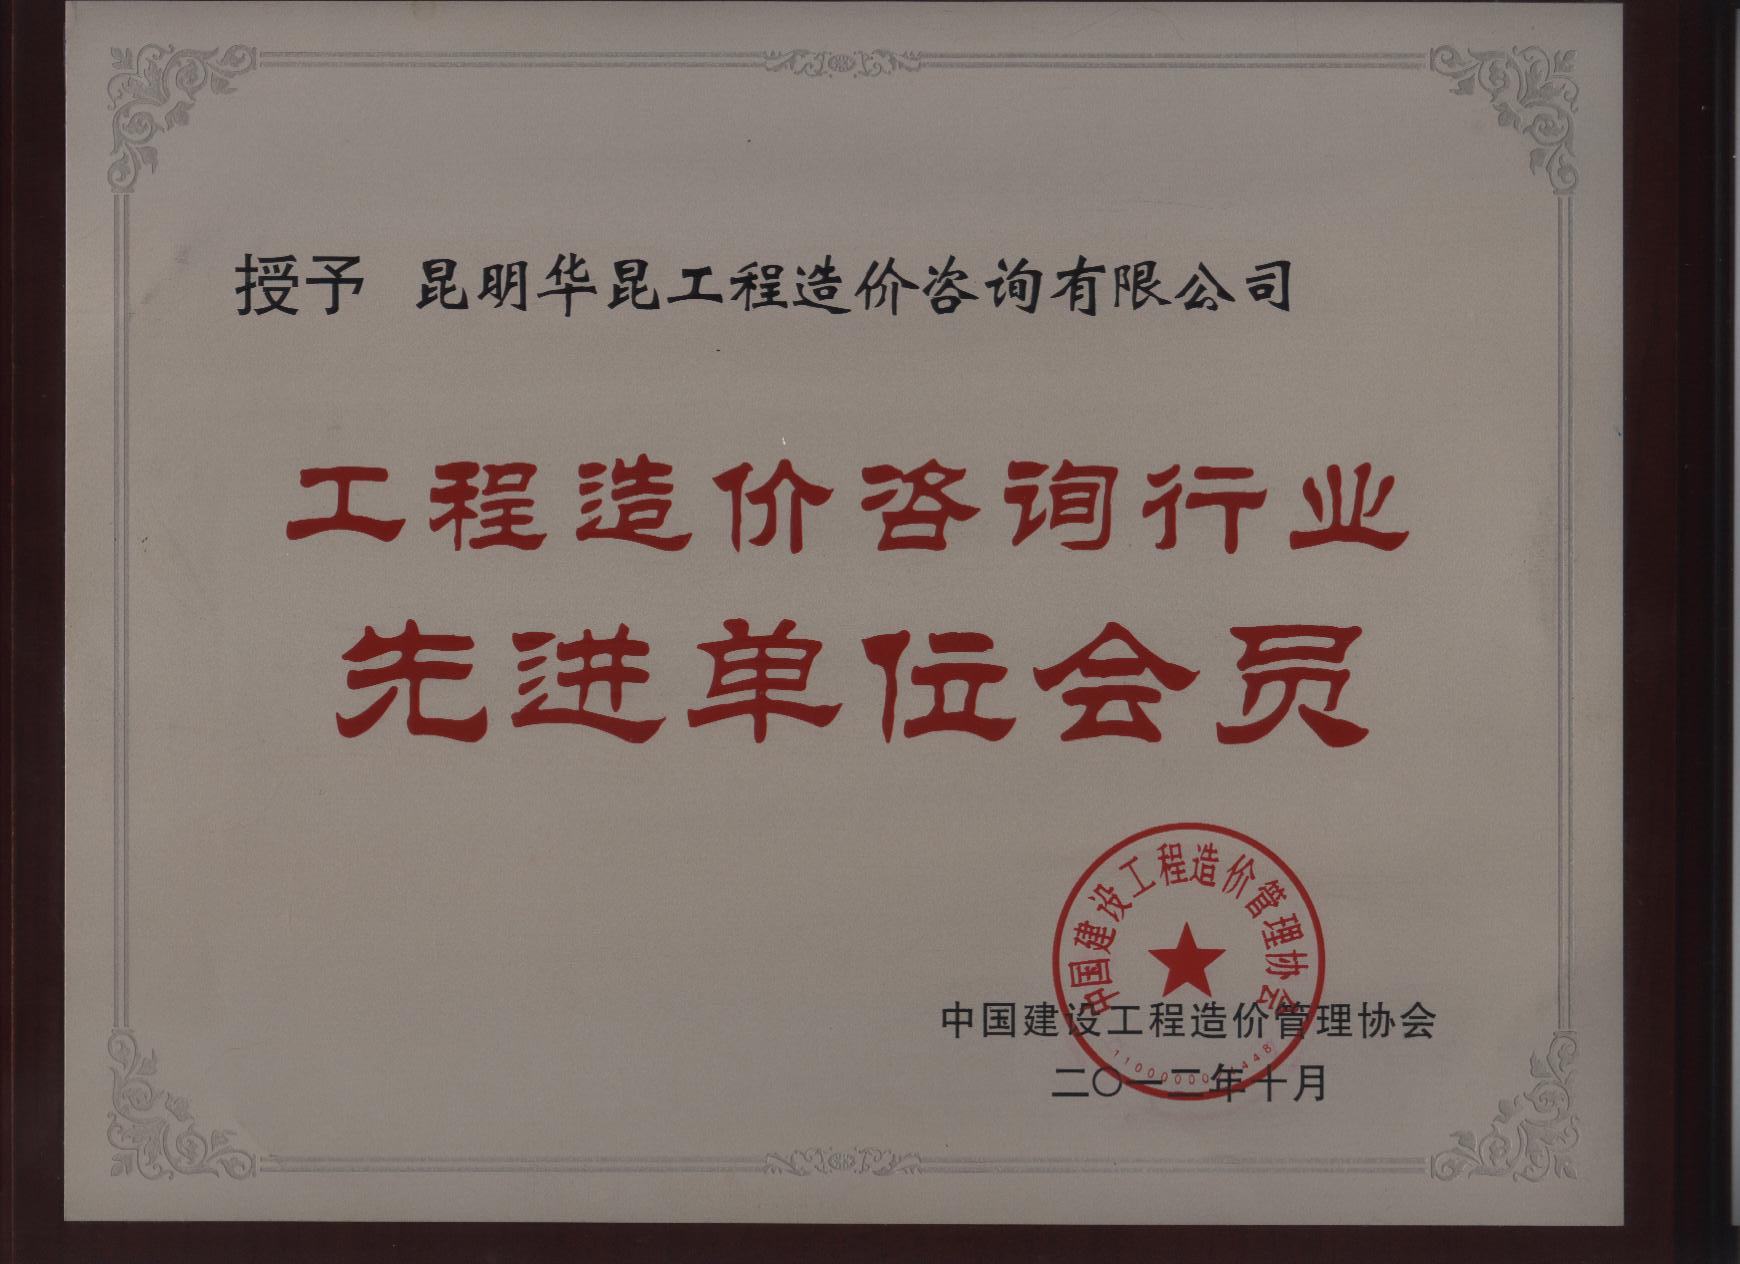 授予 昆明华昆工程造价咨询有限公司
工程造价咨询行业
先进单位会员
中国建设工程造价管理协会
中国建设工程造价管理协会
二〇一二年十月